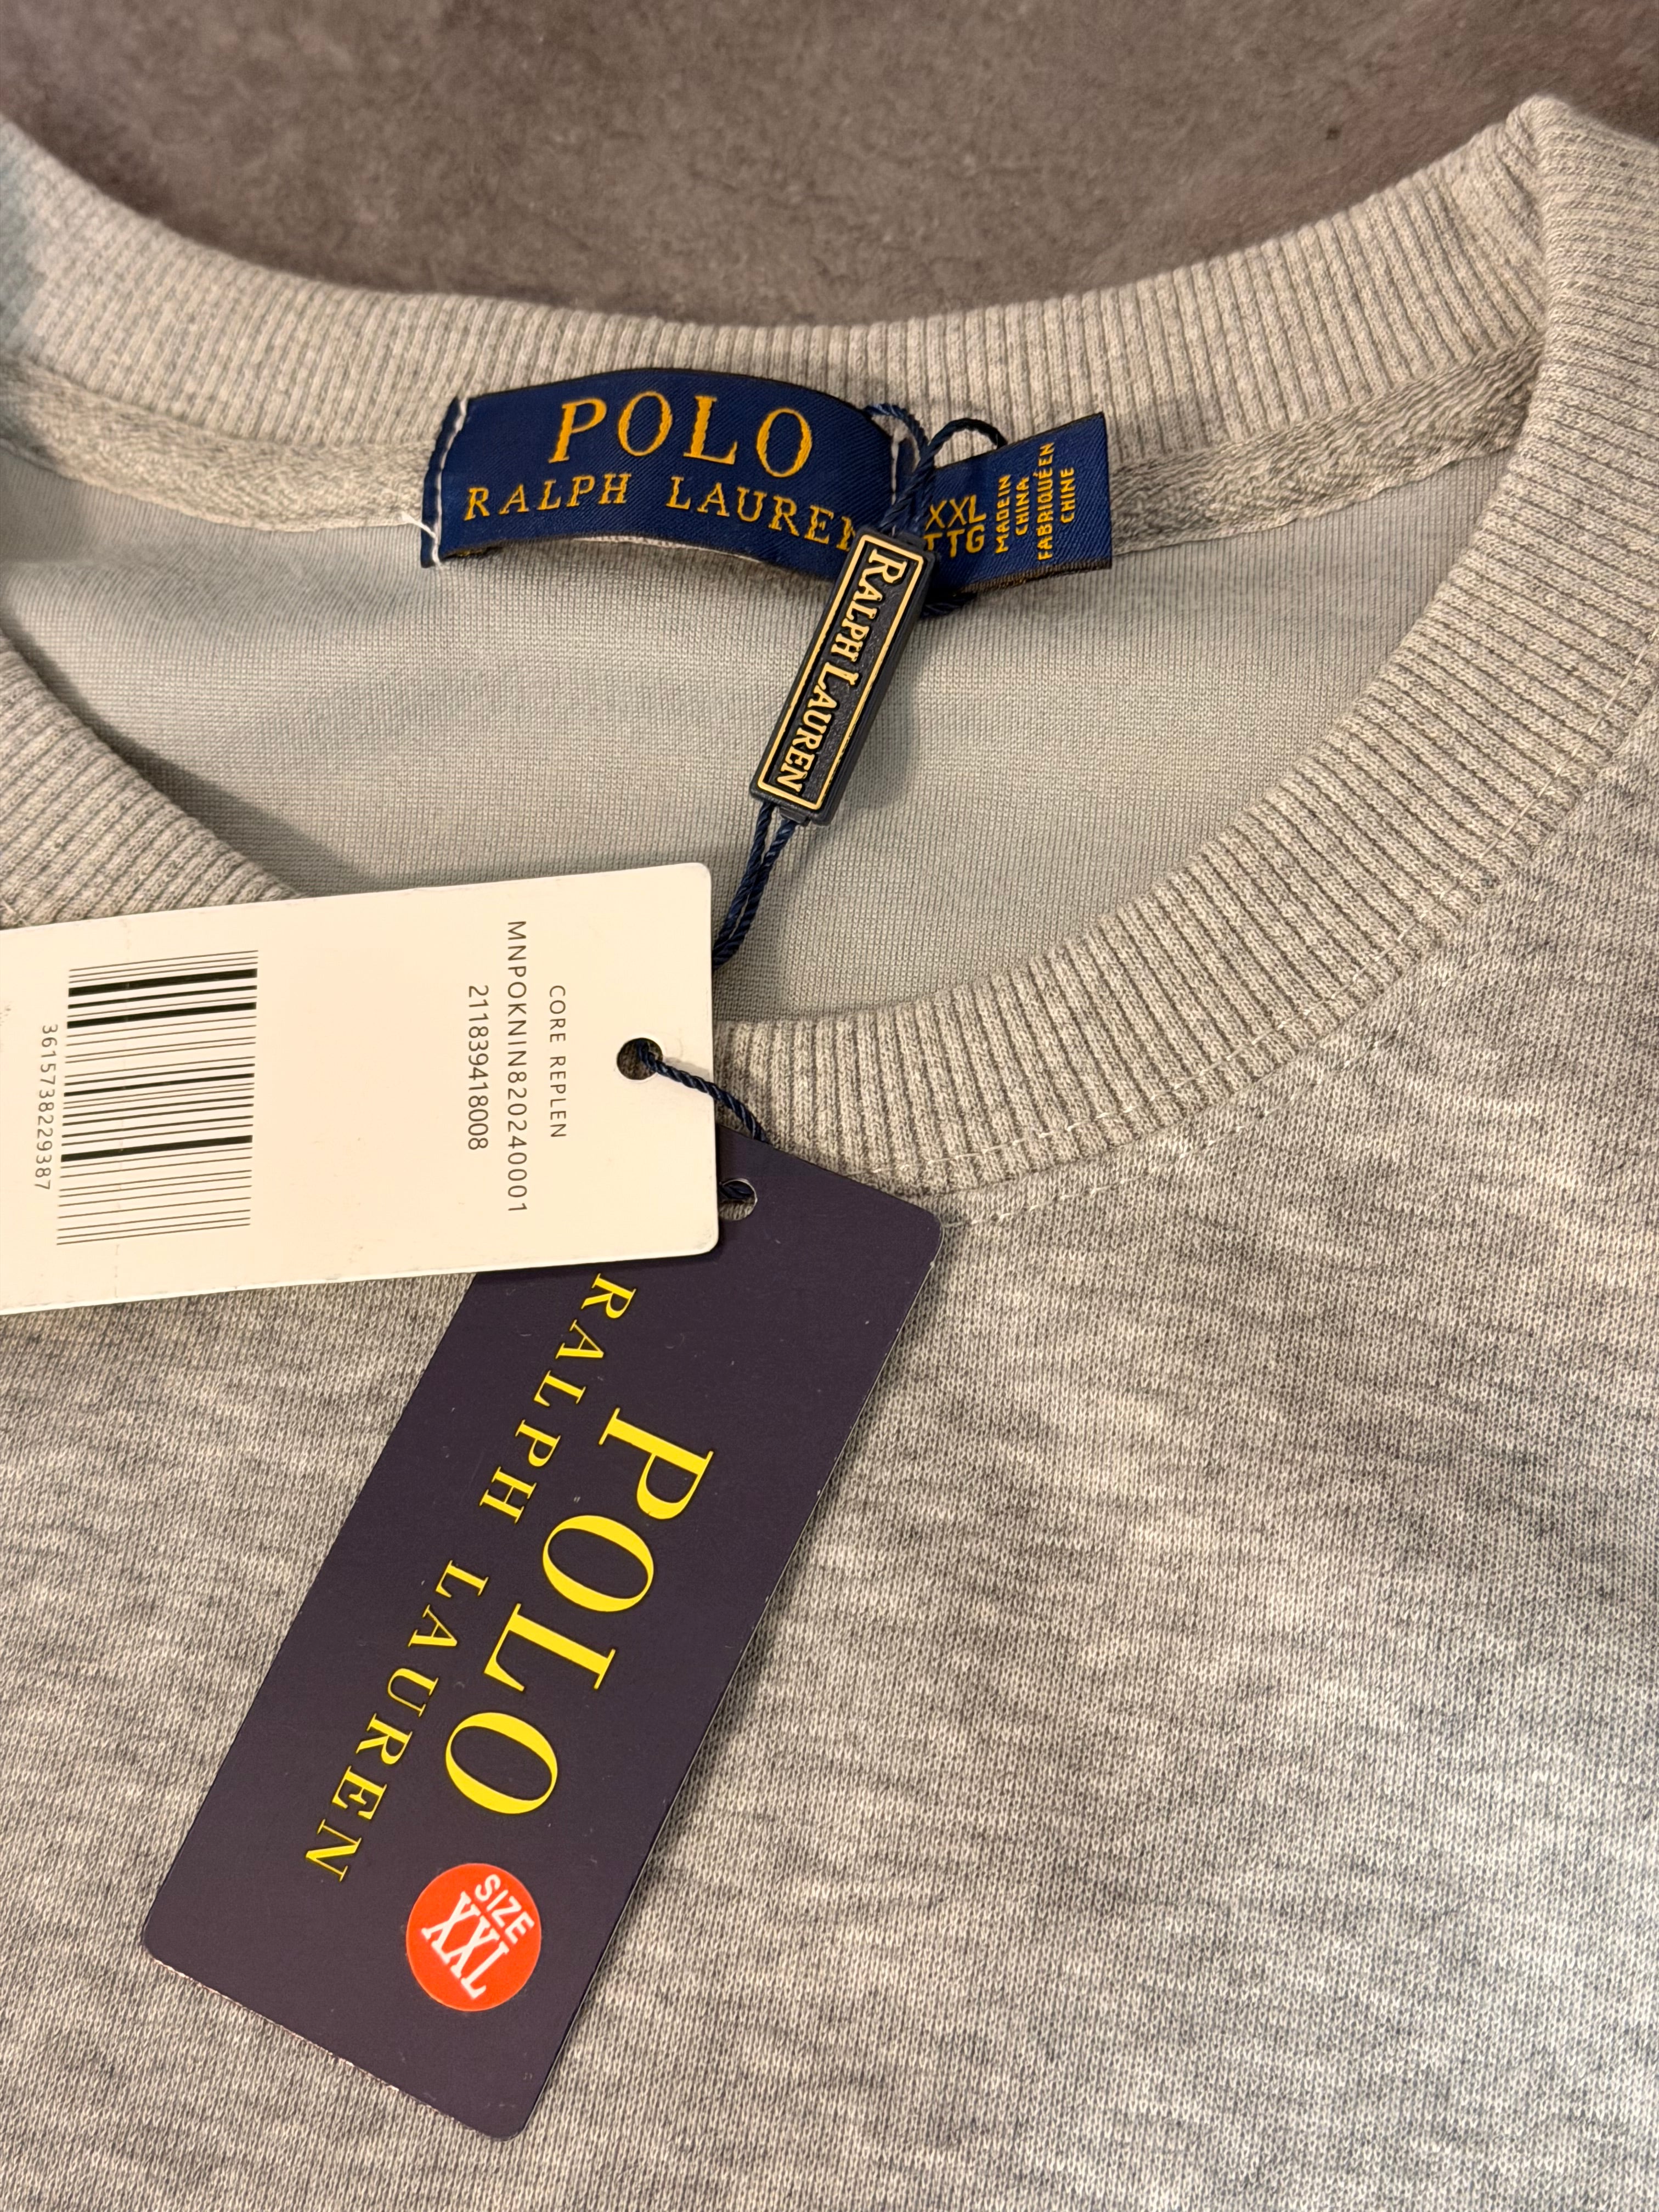 POLO
RALPH LAUREN
XXL
TTG
MADE IN
CHINA
FABRIQUÉ EN
CHINE
RALPH LAUREN
CORE REPLEN
MNPOKNIN820240001
211839418008
3615738229387
POLO
RALPH LAUREN
SIZE
XXL